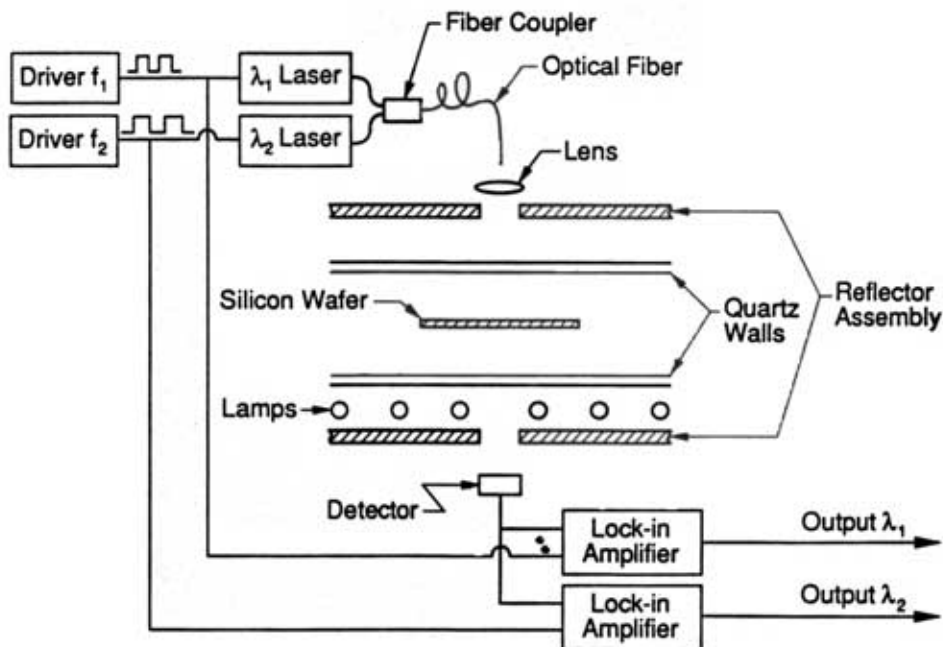 Fiber Coupler
Driver f₁
λ₁ Laser
Optical Fiber
Driver f₂
λ₂ Laser
Lens
Silicon Wafer
Quartz
Walls
Reflector
Assembly
Lamps
Detector
Lock-in
Amplifier
Output λ₁
Lock-in
Amplifier
Output λ₂